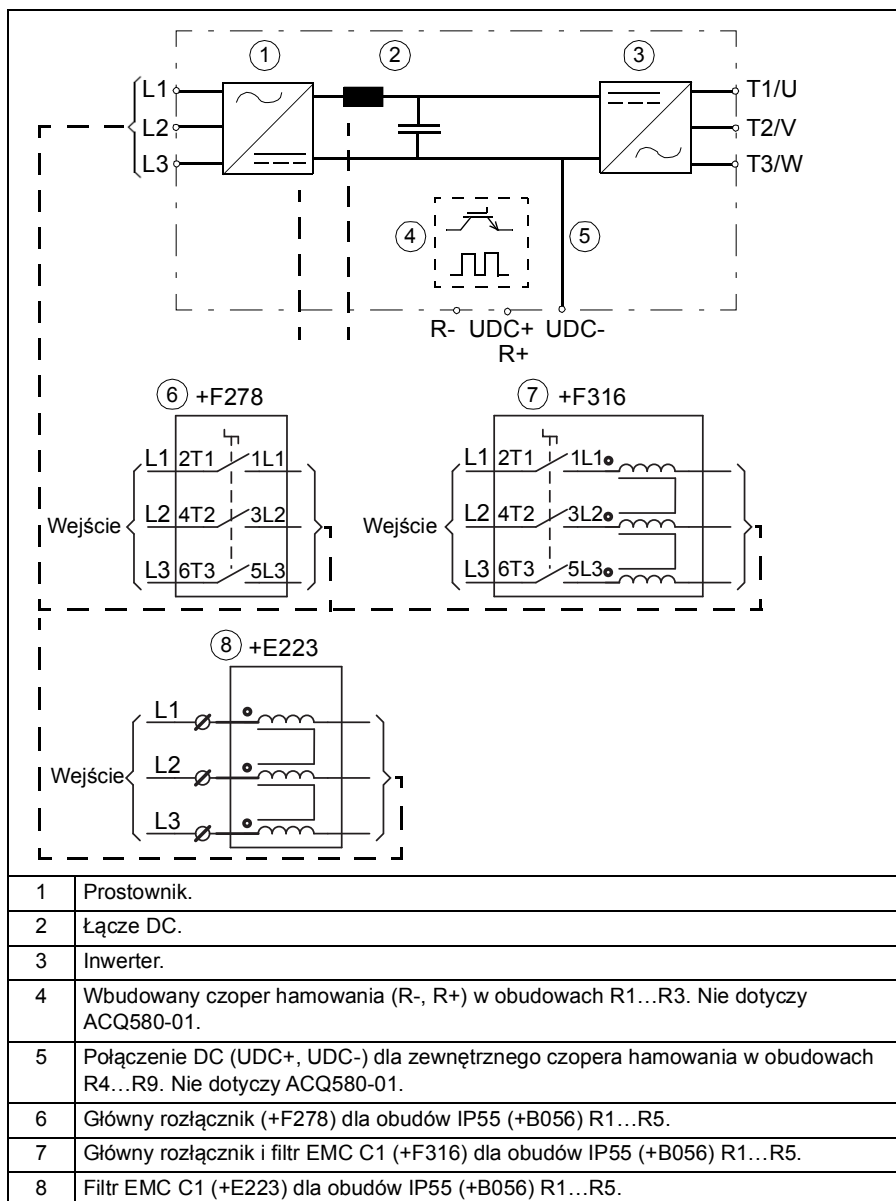 1 2 3
L1 T1/U
L2 T2/V
L3 T3/W
4 5
R- UDC+ UDC-
R+
6 +F278
L1 2T1 1L1
Wejście L2 4T2 3L2
L3 6T3 5L3
7 +F316
L1 2T1 1L1
Wejście L2 4T2 3L2
L3 6T3 5L3
8 +E223
L1
Wejście L2
L3
1 Prostownik.
2 Łącze DC.
3 Inwerter.
4 Wbudowany czoper hamowania (R-, R+) w obudowach R1…R3. Nie dotyczy
ACQ580-01.
5 Połączenie DC (UDC+, UDC-) dla zewnętrznego czopera hamowania w obudowach
R4…R9. Nie dotyczy ACQ580-01.
6 Główny rozłącznik (+F278) dla obudów IP55 (+B056) R1…R5.
7 Główny rozłącznik i filtr EMC C1 (+F316) dla obudów IP55 (+B056) R1…R5.
8 Filtr EMC C1 (+E223) dla obudów IP55 (+B056) R1…R5.